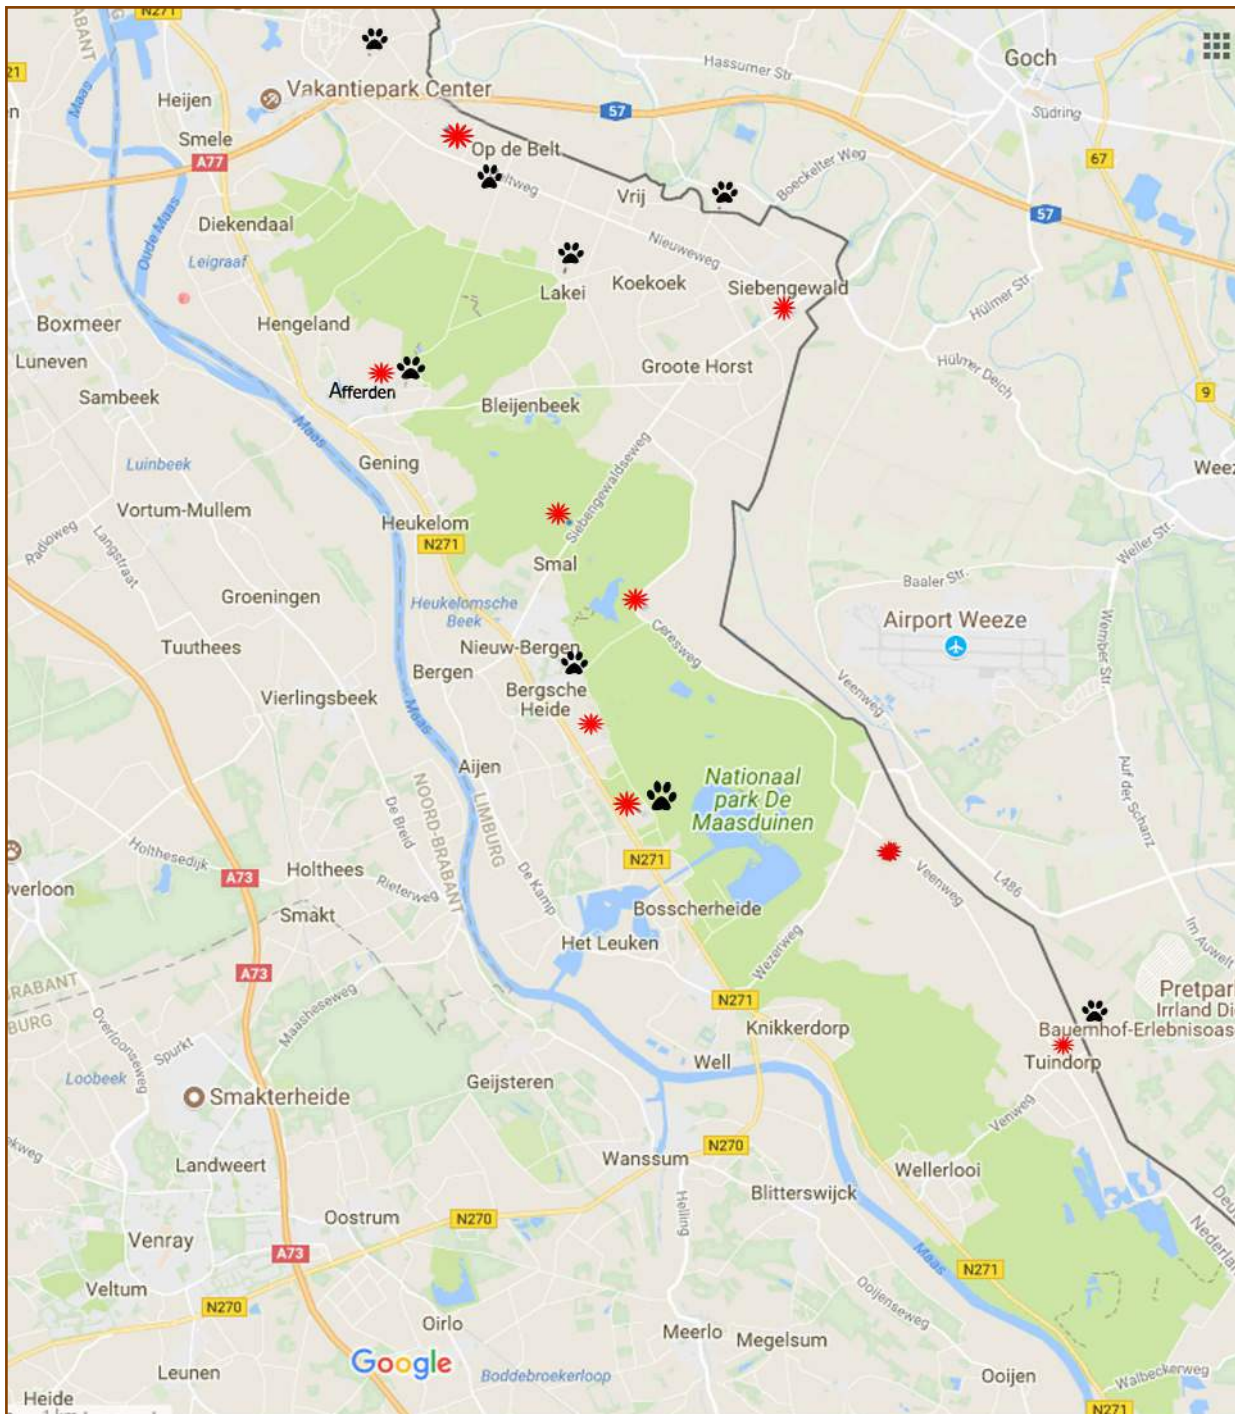 N271
BRABANT
Maas
21
Heijen
Vakantiepark Center
Smele
A77
Op de Belt
Hassumer Str.
Goch
57
Südring
67
Boeckelter Weg
Vrij
57
Diekendaal
Oude Maas
Leigraaf
Nieuweweg
Lakei
Koekoek
Siebengewald
Hülmer Str.
Boxmeer
Hengeland
Luneven
Groote Horst
Hülmer Deich
Sambeek
Afferden
Bleijenbeek
9
Maas
Luinbeek
Gening
Siebengewaldseweg
Vortum-Mullem
Heukelom
Radioweg
Langstraat
N271
Weller Str.
Smal
Baaler Str.
Groeningen
Heukelomsche
Beek
Airport Weeze
Wember Str.
Tuuthees
Nieuw-Bergen
Ceresweg
Bergen
Veenweg
Vierlingsbeek
Bergsche
Heide
Maas
Aijen
Nationaal
park De
Maasduinen
Auf der Schanz
NOORD-BRABANT
LIMBURG
De Breid
Holthesedijk
N271
A73
Holthees
Rieterweg
De Kamp
Veenweg
L486
Overloon
Smakt
Bosscherheide
Het Leuken
Wezerweg
Im Auwelt
A73
BRABANT
BURG
Maasheseweg
N271
Pretpark
Irrland Di
Knikkerdorp
Bauernhof-Erlebnisoas
Overloonseweg
Spurkt
Well
Tuindorp
Loobeek
Smakterheide
Geijsteren
Venweg
N270
Wanssum
Landweert
Wellerlooi
Blitterswijck
Helling
Oostrum
N270
Venray
A73
Maas
Nederlan
Veltum
N271
N270
Ooijenseweg
Oirlo
Meerlo
Megelsum
Google
Leunen
Boddebroekerloop
Ooijen
Walbeckerweg
Heide
N271